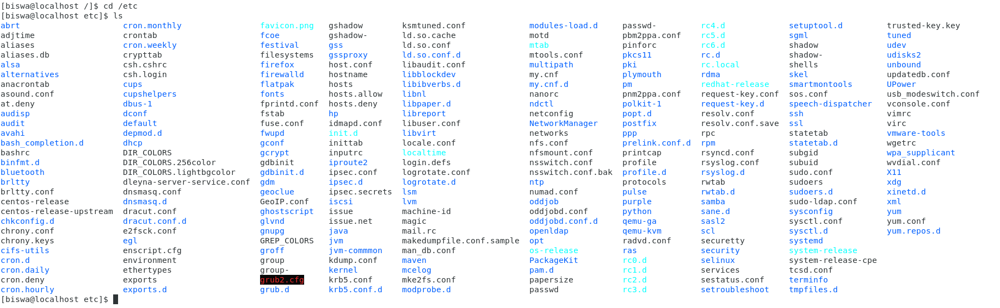 [biswa@localhost /]$ cd /etc
[biswa@localhost etc]$ ls
abrt cron.monthly favicon.png gshadow ksmtuned.conf modules-load.d passwd- rc4.d setuptool.d trusted-key.key
adjtime crontab fcoe gshadow- ld.so.cache motd pbm2ppa.conf rc5.d sgml tuned
aliases cron.weekly festival gss ld.so.conf mtab pinforc rc6.d shadow udev
aliases.db crypttab filesystems gssproxy ld.so.conf.d mtools.conf pkcs11 rc.d shadow- udisks2
alsa csh.cshrc firefox host.conf libaudit.conf multipath pki rc.local shells unbound
alternatives csh.login firewalld hostname libblockdev my.cnf plymouth rdma skel updatedb.conf
anacrontab cups flatpak hosts libibverbs.d my.cnf.d pm redhat-release smartmontools UPower
asound.conf cupshelpers fonts hosts.allow libnl nanorc pnm2ppa.conf request-key.conf sos.conf usb_modeswitch.conf
at.deny dbus-1 fprintd.conf hosts.deny libpaper.d ndctl polkit-1 request-key.d speech-dispatcher vconsole.conf
audisp dconf fstab hp libreport netconfig popt.d resolv.conf ssh vimrc
audit default fuse.conf idmapd.conf libuser.conf NetworkManager postfix resolv.conf.save ssl virc
avahi depmod.d fwupd init.d libvirt networks ppp rpc statetab vmware-tools
bash_completion.d dhcp gconf inittab locale.conf nfs.conf prelink.conf.d rpm statetab.d wgetrc
bashrc DIR_COLORS gcrypt inputrc localtime nfsmount.conf printcap rsyncd.conf subgid wpa_supplicant
binfmt.d DIR_COLORS.256color gdbinit iproute2 login.defs nsswitch.conf profile rsyslog.conf subuid wvdial.conf
bluetooth DIR_COLORS.lightbgcolor gdbinit.d ipsec.conf logrotate.conf nsswitch.conf.bak profile.d rsyslog.d sudo.conf X11
brltty dleyna-server-service.conf gdm ipsec.d logrotate.d ntp protocols rwtab sudoers xdg
brltty.conf dnsmasq.conf geoclue ipsec.secrets lsm numad.conf pulse rwtab.d sudoers.d xinetd.d
centos-release dnsmasq.d GeoIP.conf iscsi lvm oddjob purple samba sudo-ldap.conf xml
centos-release-upstream dracut.conf ghostscript issue machine-id oddjobd.conf python sane.d sysconfig yum
chkconfig.d dracut.conf.d glvnd issue.net magic oddjobd.conf.d qemu-ga sasl2 sysctl.conf yum.conf
chrony.conf e2fsck.conf gnupg java mail.rc openldap qemu-kvm scl sysctl.d yum.repos.d
chrony.keys egl GREP_COLORS jvm makedumpfile.conf.sample opt radvd.conf securetty systemd
cifs-utils enscript.cfg groff jvm-commmon man_db.conf os-release ras security system-release
cron.d environment group kdump.conf maven PackageKit rc0.d selinux system-release-cpe
cron.daily ethertypes group- kernel mcelog pam.d rc1.d services tcsd.conf
cron.deny exports grub2.cfg krb5.conf mke2fs.conf papersize rc2.d sestatus.conf terminfo
cron.hourly exports.d grub.d krb5.conf.d modprobe.d passwd rc3.d setroubleshoot tmpfiles.d
[biswa@localhost etc]$